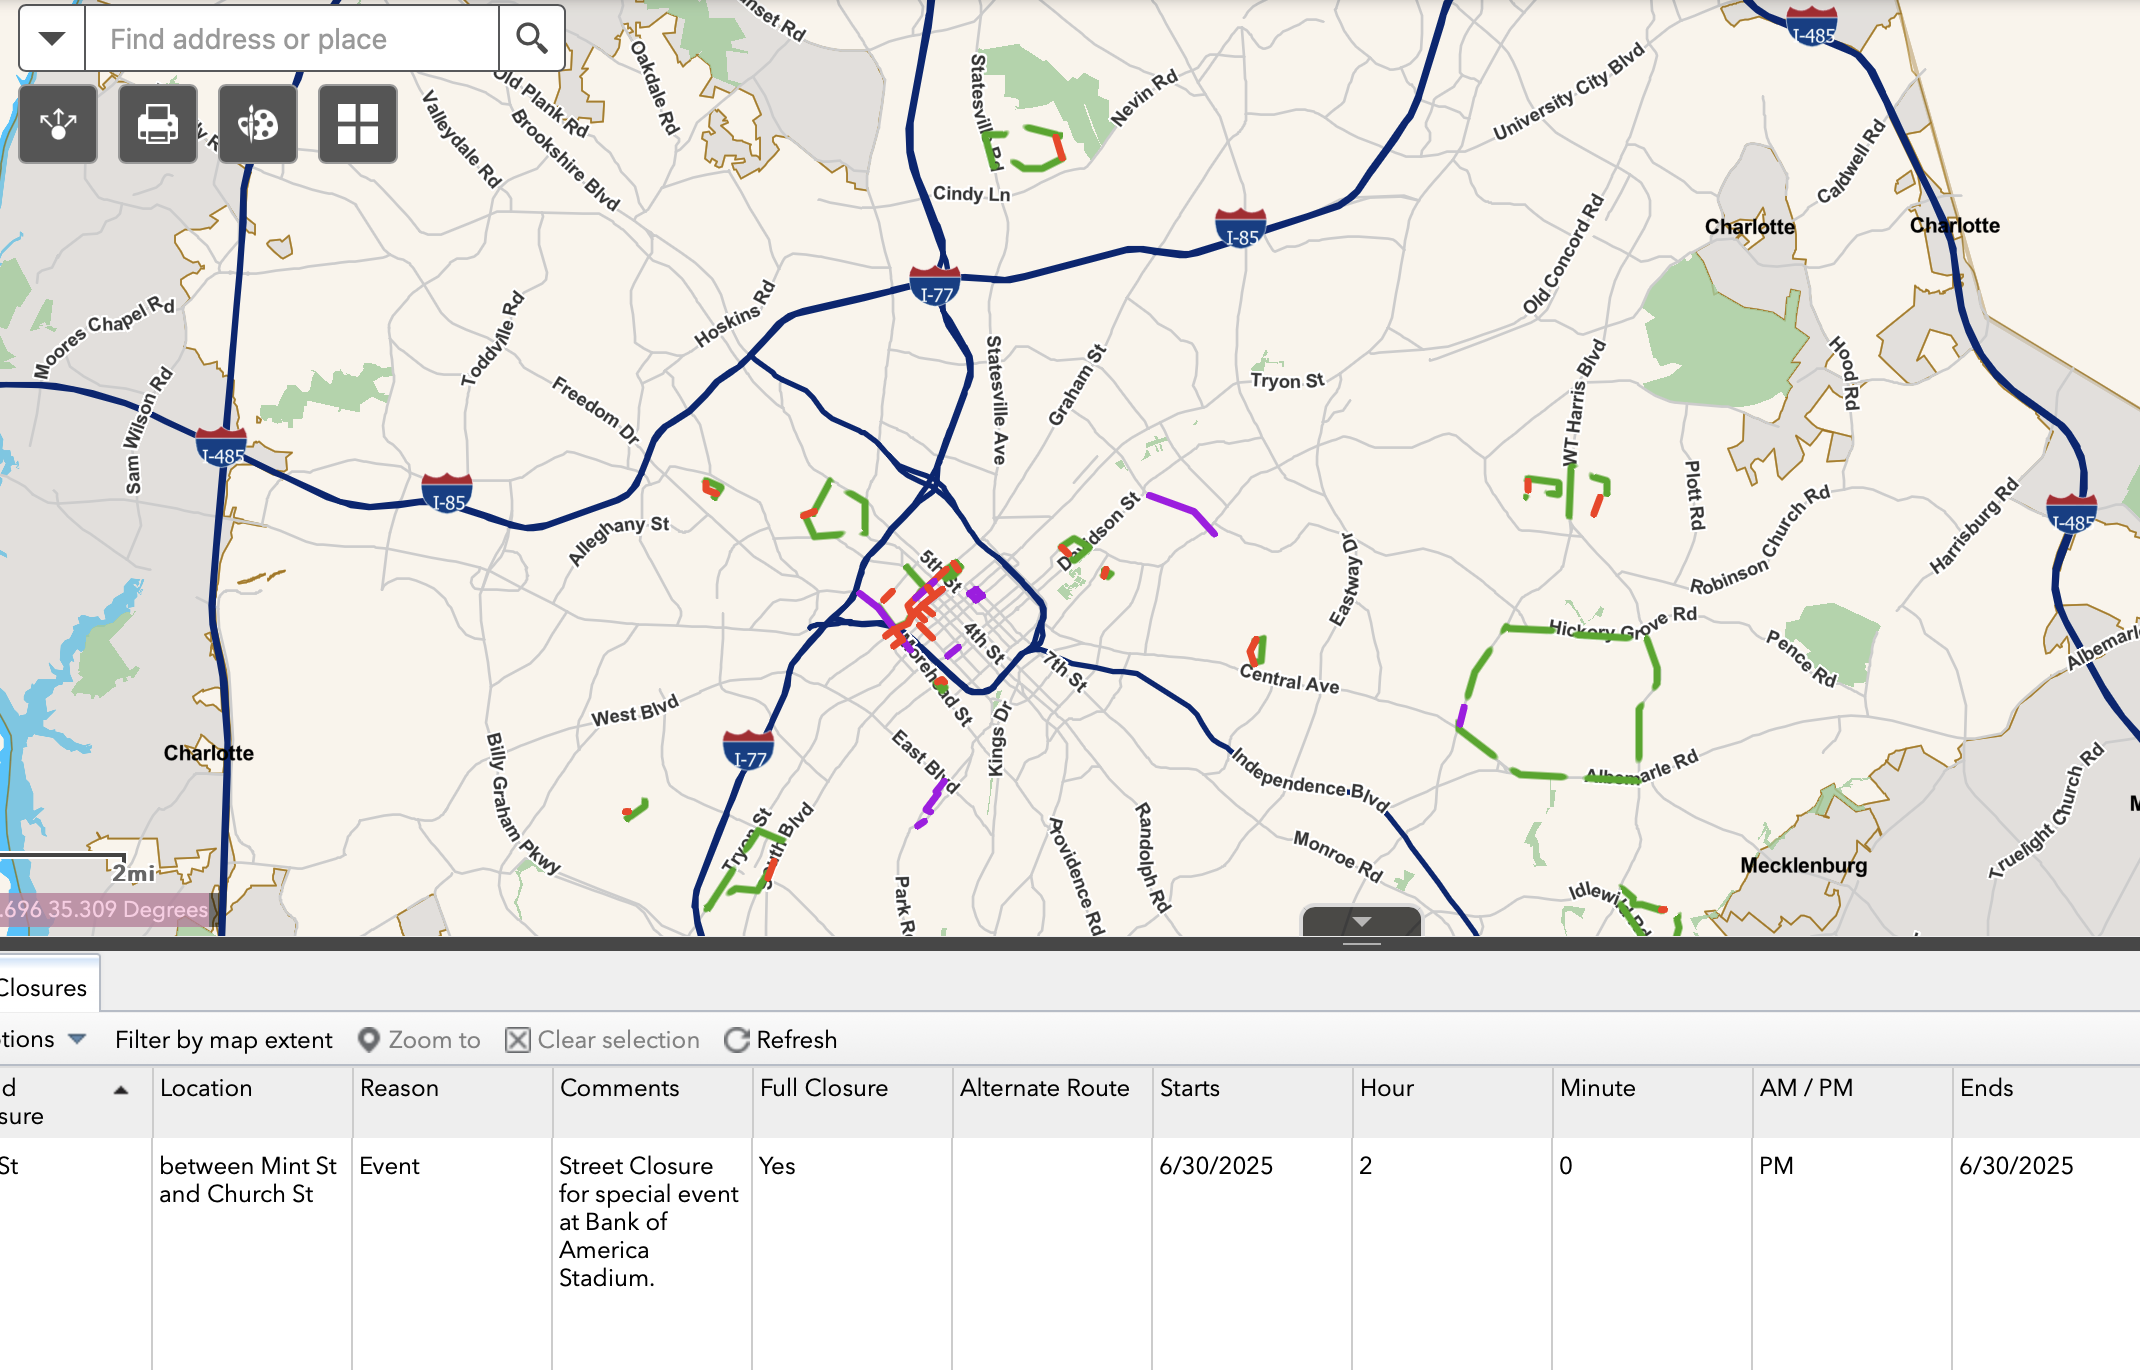 Find address or place
nset Rd
Oakdale Rd
Old Plank Rd
Brookshire Blvd
Valleydale Rd
ly R
Statesville Rd
Nevin Rd
Cindy Ln
University City Blvd
I-485
Caldwell Rd
Charlotte
Charlotte
I-85
I-77
Old Concord Rd
Moores Chapel Rd
Toddville Rd
Hoskins Rd
Statesville Ave
Graham St
Tryon St
WT Harris Blvd
Hood Rd
Sam Wilson Rd
Freedom Dr
I-485
I-85
Alleghany St
Davidson St
Eastway Dr
Plott Rd
Robinson Church Rd
Harrisburg Rd
I-485
5th St
4th St
7th St
Morehead St
Kings Dr
Central Ave
Hickory Grove Rd
Pence Rd
Albemarle
West Blvd
Charlotte
I-77
Billy Graham Pkwy
East Blvd
Independence Blvd
Albemarle Rd
Truelight Church Rd
M
Tryon St
South Blvd
Park R
Providence Rd
Randolph Rd
Monroe Rd
Mecklenburg
Idlewild Rd
2mi
.696 35.309 Degrees
Closures
tions Filter by map extent Zoom to Clear selection Refresh
d
sure
Location Reason Comments Full Closure Alternate Route Starts Hour Minute AM / PM Ends
St between Mint St Event Street Closure Yes 6/30/2025 2 0 PM 6/30/2025
and Church St for special event
at Bank of
America
Stadium.